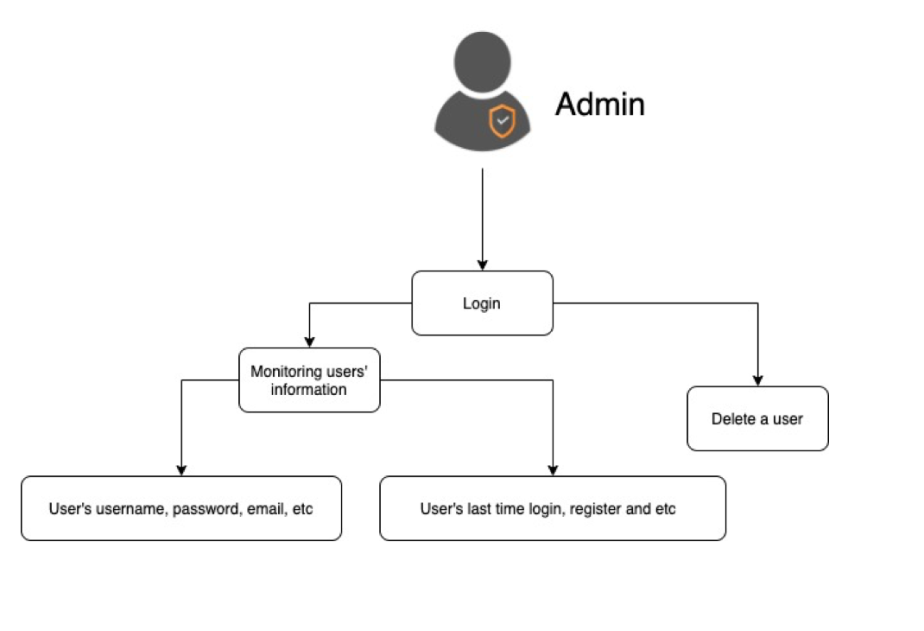 Admin
Login
Monitoring users'
information
Delete a user
User's username, password, email, etc
User's last time login, register and etc